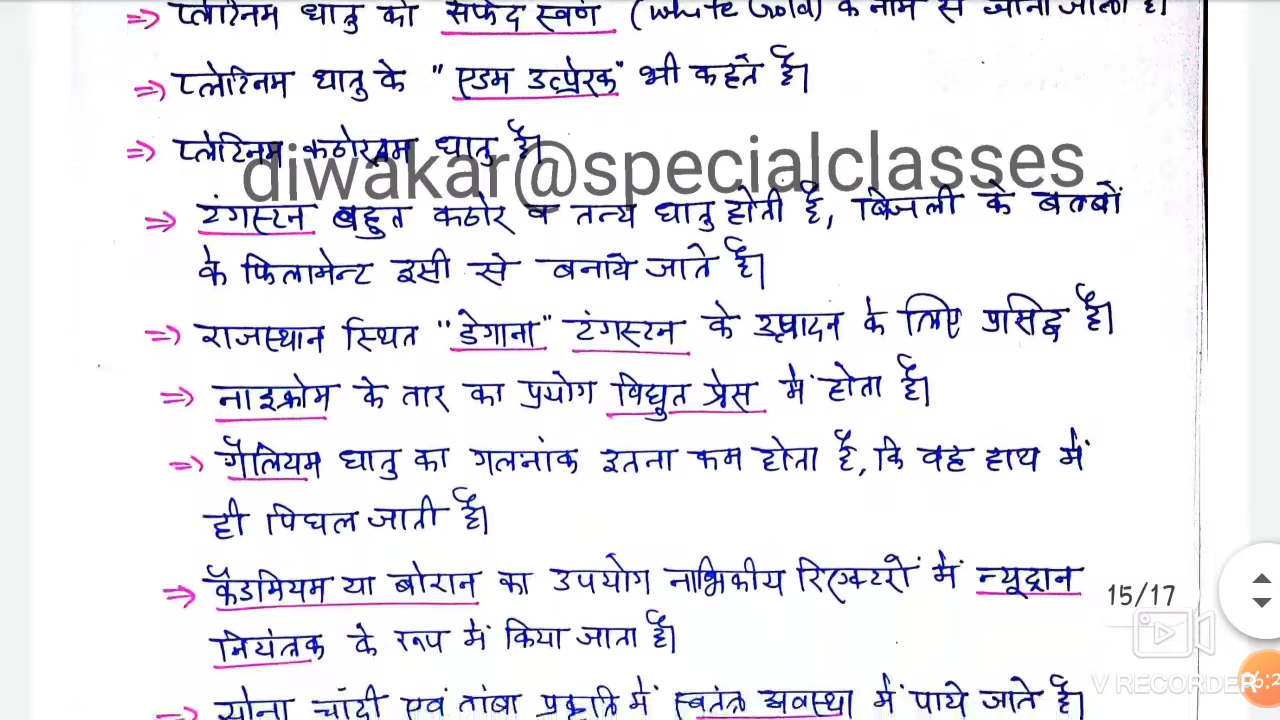 ⇒ प्लेटिनम धातु को सफेद स्वर्ण (White Gold) के नाम से जाना जाता है।
⇒ प्लेटिनम धातु के "एडम उत्प्रेरक" भी कहते है।
⇒ प्लेटिनम कठोरतम धातु है।
diwakar@specialclasses
⇒ टंगस्टन बहुत कठोर व तन्य धातु होती है, बिजली के बल्बों
के फिलामेन्ट इसी से बनाये जाते है।
⇒ राजस्थान स्थित "डेगाना" टंगस्टन के उत्पादन के लिए प्रसिद्ध है।
⇒ नाइक्रोम के तार का प्रयोग विद्युत प्रेस में होता है।
⇒ गैलियम धातु का गलनांक इतना कम होता है, कि वह हाथ में
ही पिघल जाती है।
⇒ कैडमियम या बोरान का उपयोग नाभिकीय रिएक्टरों में न्यूट्रान
15/17
नियंत्रक के रूप में किया जाता है।
V RECORDER
6:2
⇒ सोना चांदी एवं तांबा प्रकृति में स्वतंत्र अवस्था में पाये जाते है।